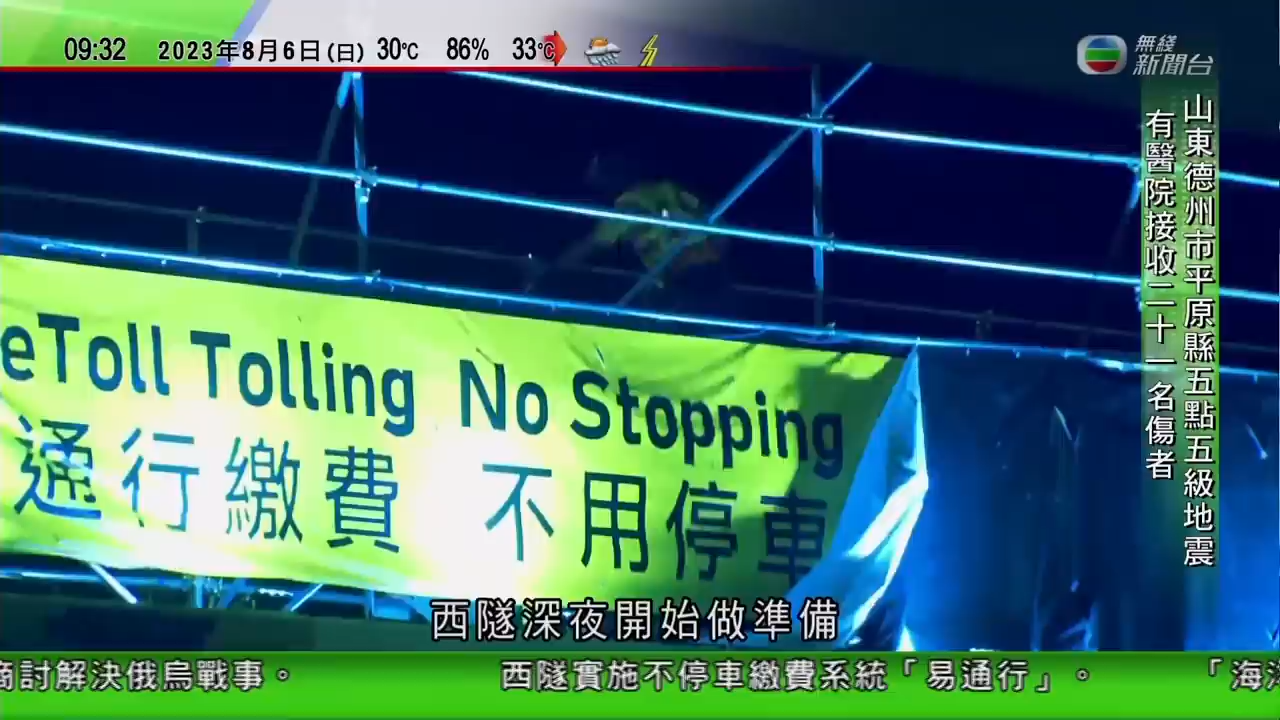 09:32 2023年8月6日(日) 30℃ 86% 33℃
無綫
新聞台
山東德州市平原縣五點五級地震
有醫院接收二十一名傷者
eToll Tolling No Stopping
通行繳費 不用停車
西隧深夜開始做準備
商討解決俄烏戰事。 西隧實施不停車繳費系統「易通行」。 「海